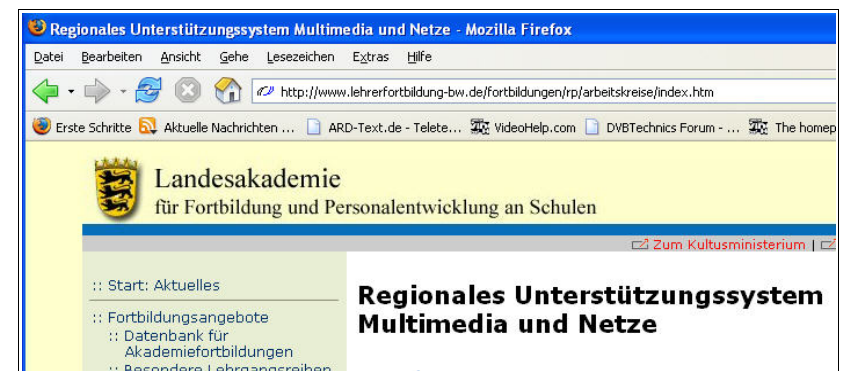 Regionales Unterstützungssystem Multimedia und Netze - Mozilla Firefox
Datei Bearbeiten Ansicht Gehe Lesezeichen Extras Hilfe
http://www.lehrerfortbildung-bw.de/fortbildungen/rp/arbeitskreise/index.htm
Erste Schritte Aktuelle Nachrichten ... ARD-Text.de - Telete... VideoHelp.com DVBTechnics Forum - ... The homep
Landesakademie
für Fortbildung und Personalentwicklung an Schulen
Zum Kultusministerium |
:: Start: Aktuelles
Regionales Unterstützungssystem
Multimedia und Netze
:: Fortbildungsangebote
:: Datenbank für
Akademiefortbildungen
:: Besondere Lehrgangsreihen